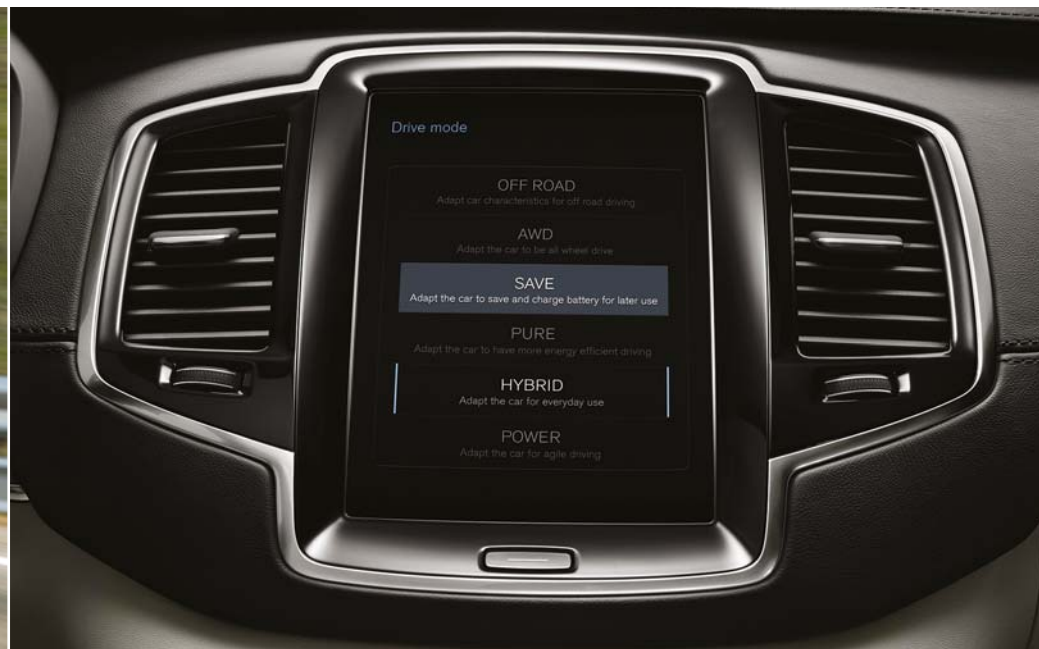 Drive mode
OFF ROAD
Adapt car characteristics for off road driving
AWD
Adapt the car to be all wheel drive
SAVE
Adapt the car to save and charge battery for later use
PURE
Adapt the car to have more energy efficient driving
HYBRID
Adapt the car for everyday use
POWER
Adapt the car for agile driving